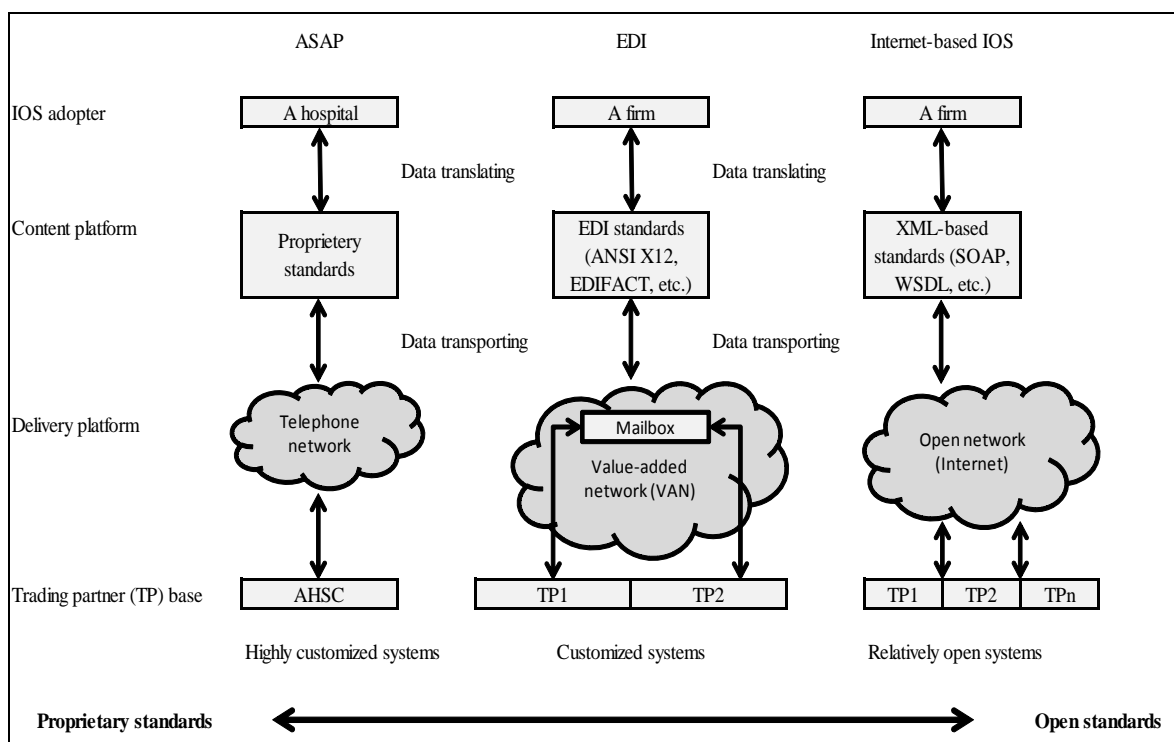 ASAP
EDI
Internet-based IOS
IOS adopter
A hospital
A firm
A firm
Data translating
Data translating
Content platform
Proprietery
standards
EDI standards
(ANSI X12,
EDIFACT, etc.)
XML-based
standards (SOAP,
WSDL, etc.)
Data transporting
Data transporting
Delivery platform
Telephone
network
Mailbox
Value-added
network (VAN)
Open network
(Internet)
Trading partner (TP) base
AHSC
TP1
TP2
TP1
TP2
TPn
Highly customized systems
Customized systems
Relatively open systems
Proprietary standards
Open standards